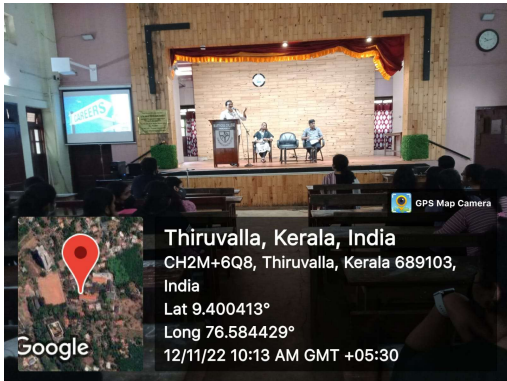 CAREERS
GPS Map Camera
Thiruvalla, Kerala, India
CH2M+6Q8, Thiruvalla, Kerala 689103,
India
Lat 9.400413°
Long 76.584429°
12/11/22 10:13 AM GMT +05:30
Google